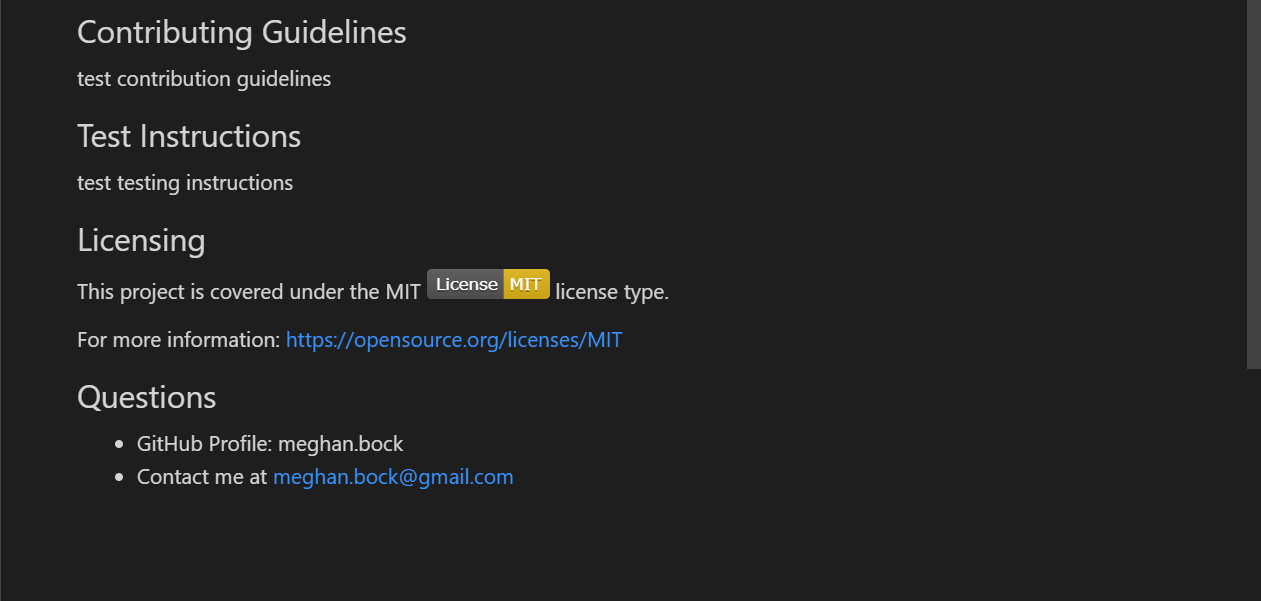 Contributing Guidelines
test contribution guidelines
Test Instructions
test testing instructions
Licensing
This project is covered under the MIT License MIT license type.
For more information: https://opensource.org/licenses/MIT
Questions
• GitHub Profile: meghan.bock
• Contact me at meghan.bock@gmail.com